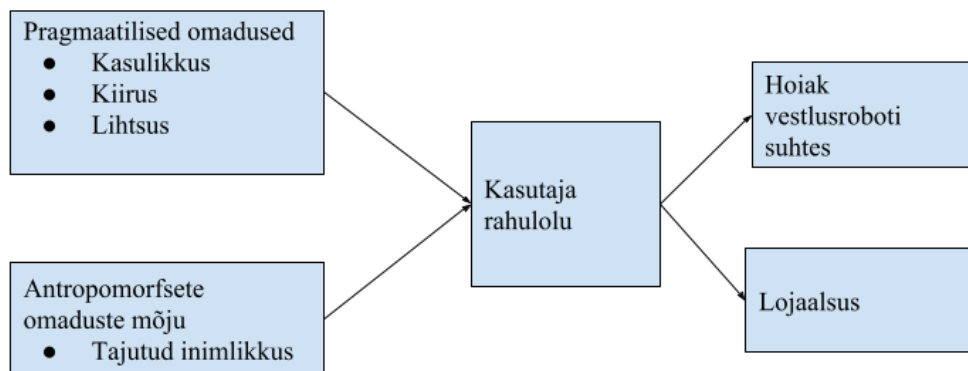 Pragmaatilised omadused
● Kasulikkus
● Kiirus
● Lihtsus
Antropomorfsete
omaduste mõju
● Tajutud inimlikkus
Kasutaja
rahulolu
Hoiak
vestlusroboti
suhtes
Lojaalsus